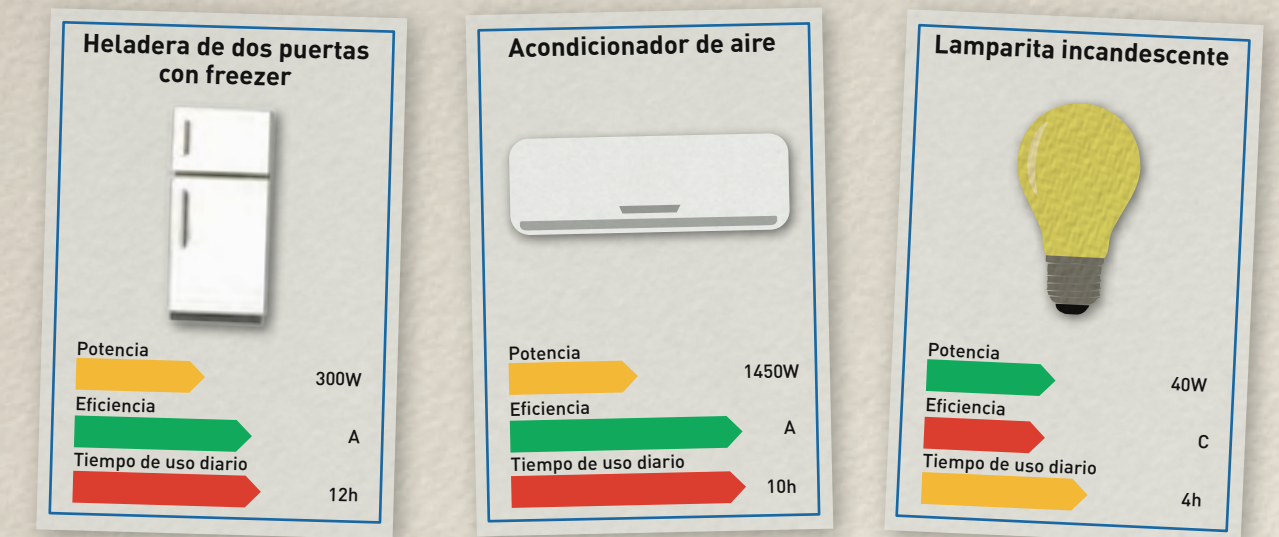 Heladera de dos puertas
con freezer
Potencia
300W
Eficiencia
A
Tiempo de uso diario
12h
Acondicionador de aire
Potencia
1450W
Eficiencia
A
Tiempo de uso diario
10h
Lamparita incandescente
Potencia
40W
Eficiencia
C
Tiempo de uso diario
4h